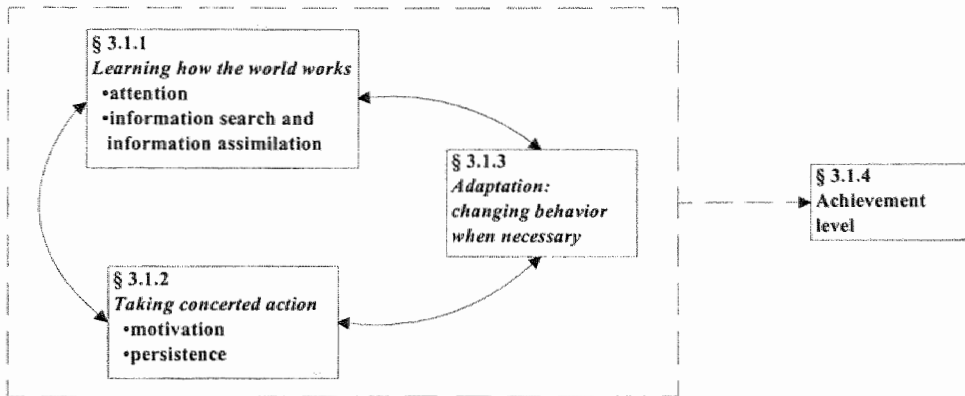 § 3.1.1
Learning how the world works
•attention
•information search and
information assimilation
§ 3.1.3
Adaptation:
changing behavior
when necessary
§ 3.1.4
Achievement
level
§ 3.1.2
Taking concerted action
•motivation
•persistence